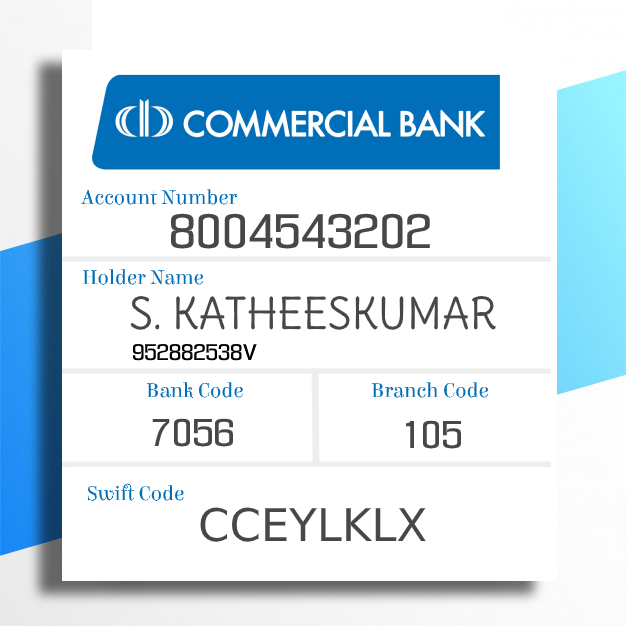 COMMERCIAL BANK
Account Number
8004543202
Holder Name
S. KATHEESKUMAR
952882538V
Bank Code
Branch Code
7056
105
Swift Code
CCEYLKLX